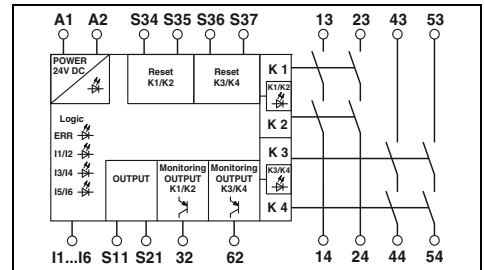 A1 A2 S34 S35 S36 S37 13 23 43 53
POWER
24V DC
Reset
K1/K2
Reset
K3/K4
K 1
K1/K2
K 2
Logic
ERR
I1/I2
I3/I4
I5/I6
OUTPUT
Monitoring
OUTPUT
K1/K2
Monitoring
OUTPUT
K3/K4
K 3
K3/K4
K 4
I1...I6 S11 S21 32 62 14 24 44 54